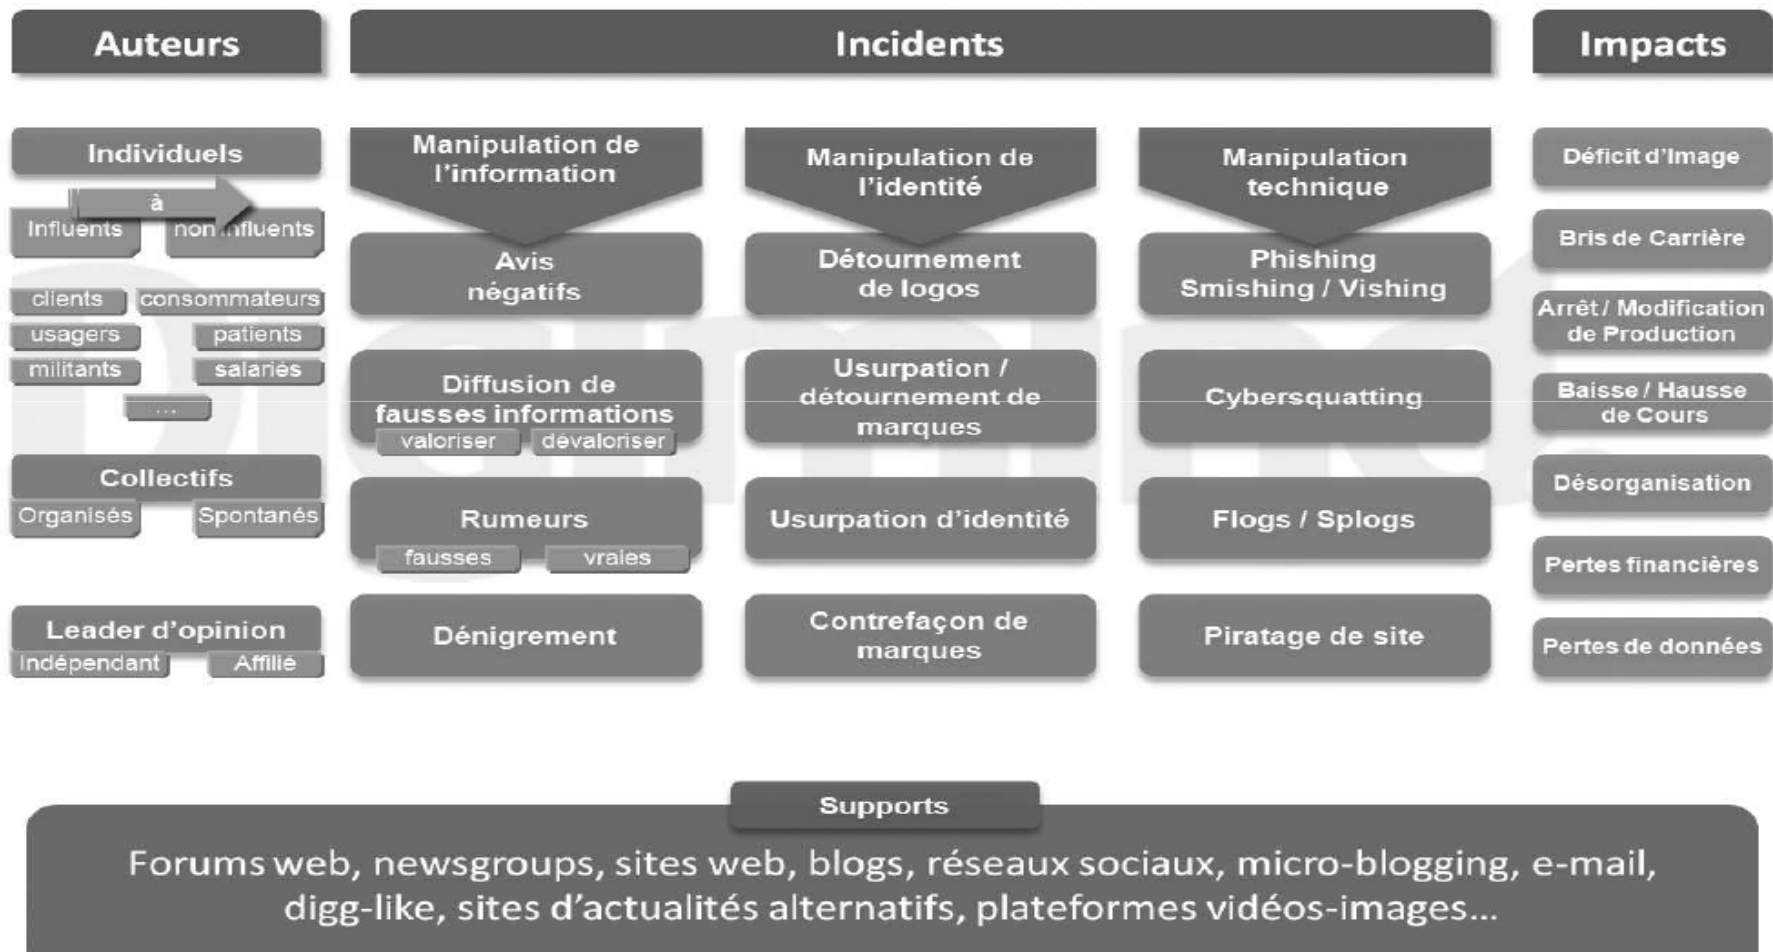 Auteurs
Incidents
Impacts
Individuels
à
Influents
non influents
clients
consommateurs
usagers
patients
militants
salariés
...
Collectifs
Organisés
Spontanés
Leader d'opinion
Indépendant
Affilié
Manipulation de
l'information
Avis
négatifs
Diffusion de
fausses informations
valoriser
dévaloriser
Rumeurs
fausses
vraies
Dénigrement
Manipulation de
l'identité
Détournement
de logos
Usurpation /
détournement de
marques
Usurpation d'identité
Contrefaçon de
marques
Manipulation
technique
Phishing
Smishing / Vishing
Cybersquatting
Flogs / Splogs
Piratage de site
Déficit d'Image
Bris de Carrière
Arrêt / Modification
de Production
Baisse / Hausse
de Cours
Désorganisation
Pertes financières
Pertes de données
Supports
Forums web, newsgroups, sites web, blogs, réseaux sociaux, micro-blogging, e-mail,
digg-like, sites d'actualités alternatifs, plateformes vidéos-images...